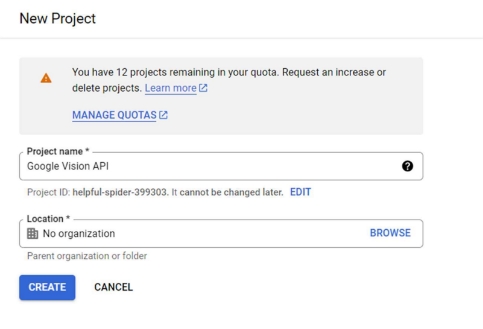 New Project
You have 12 projects remaining in your quota. Request an increase or
delete projects. Learn more
MANAGE QUOTAS
Project name *
Google Vision API
Project ID: helpful-spider-399303. It cannot be changed later. EDIT
Location *
No organization BROWSE
Parent organization or folder
CREATE CANCEL